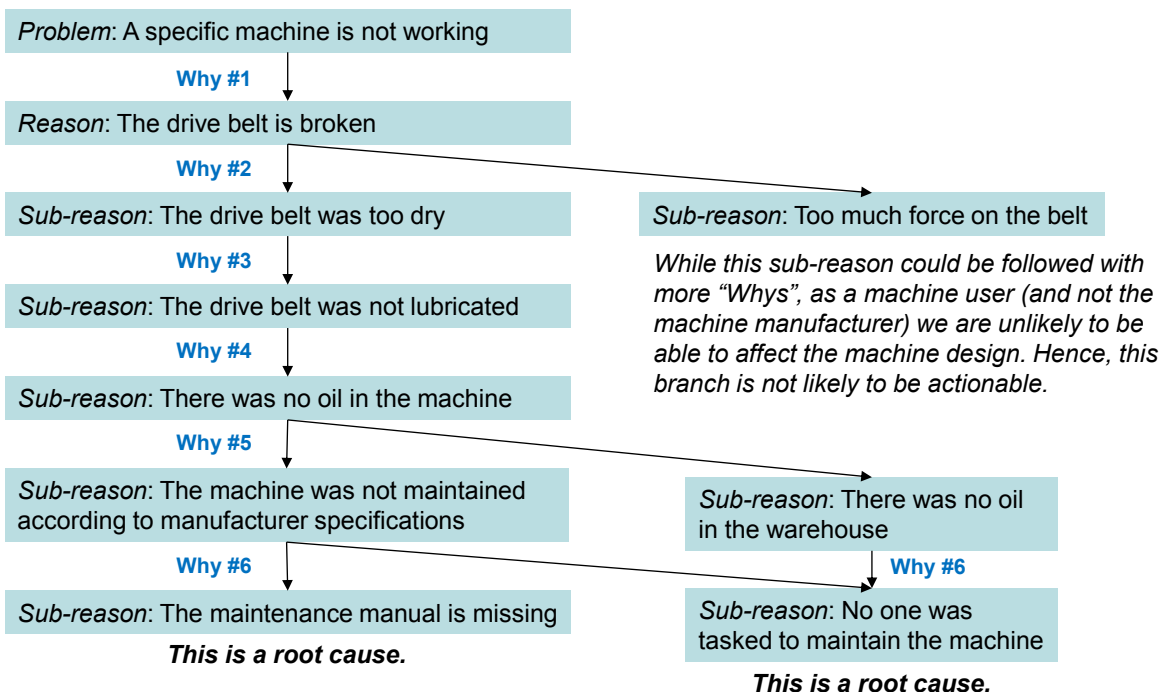 Problem: A specific machine is not working
Why #1
Reason: The drive belt is broken
Why #2
Sub-reason: The drive belt was too dry
Sub-reason: Too much force on the belt
While this sub-reason could be followed with
more “Whys”, as a machine user (and not the
machine manufacturer) we are unlikely to be
able to affect the machine design. Hence, this
branch is not likely to be actionable.
Why #3
Sub-reason: The drive belt was not lubricated
Why #4
Sub-reason: There was no oil in the machine
Why #5
Sub-reason: The machine was not maintained
according to manufacturer specifications
Sub-reason: There was no oil
in the warehouse
Why #6
Why #6
Sub-reason: The maintenance manual is missing
This is a root cause.
Sub-reason: No one was
tasked to maintain the machine
This is a root cause.